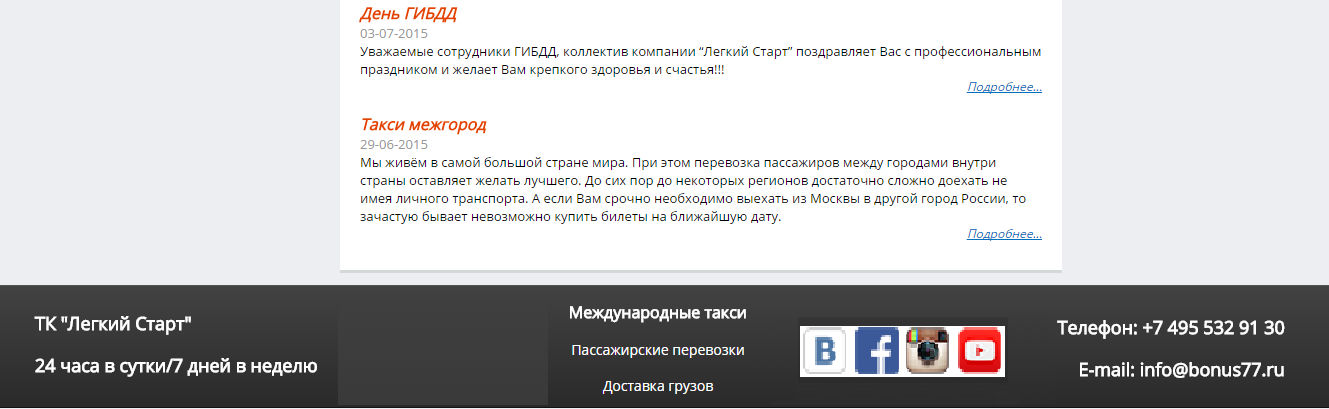 День ГИБДД
03-07-2015
Уважаемые сотрудники ГИБДД, коллектив компании “Легкий Старт” поздравляет Вас с профессиональным
праздником и желает Вам крепкого здоровья и счастья!!!
Подробнее...
Такси межгород
29-06-2015
Мы живём в самой большой стране мира. При этом перевозка пассажиров между городами внутри
страны оставляет желать лучшего. До сих пор до некоторых регионов достаточно сложно доехать не
имея личного транспорта. А если Вам срочно необходимо выехать из Москвы в другой город России, то
зачастую бывает невозможно купить билеты на ближайшую дату.
Подробнее...
ТК "Легкий Старт"
24 часа в сутки/7 дней в неделю
Международные такси
Пассажирские перевозки
Доставка грузов
Телефон: +7 495 532 91 30
E-mail: info@bonus77.ru